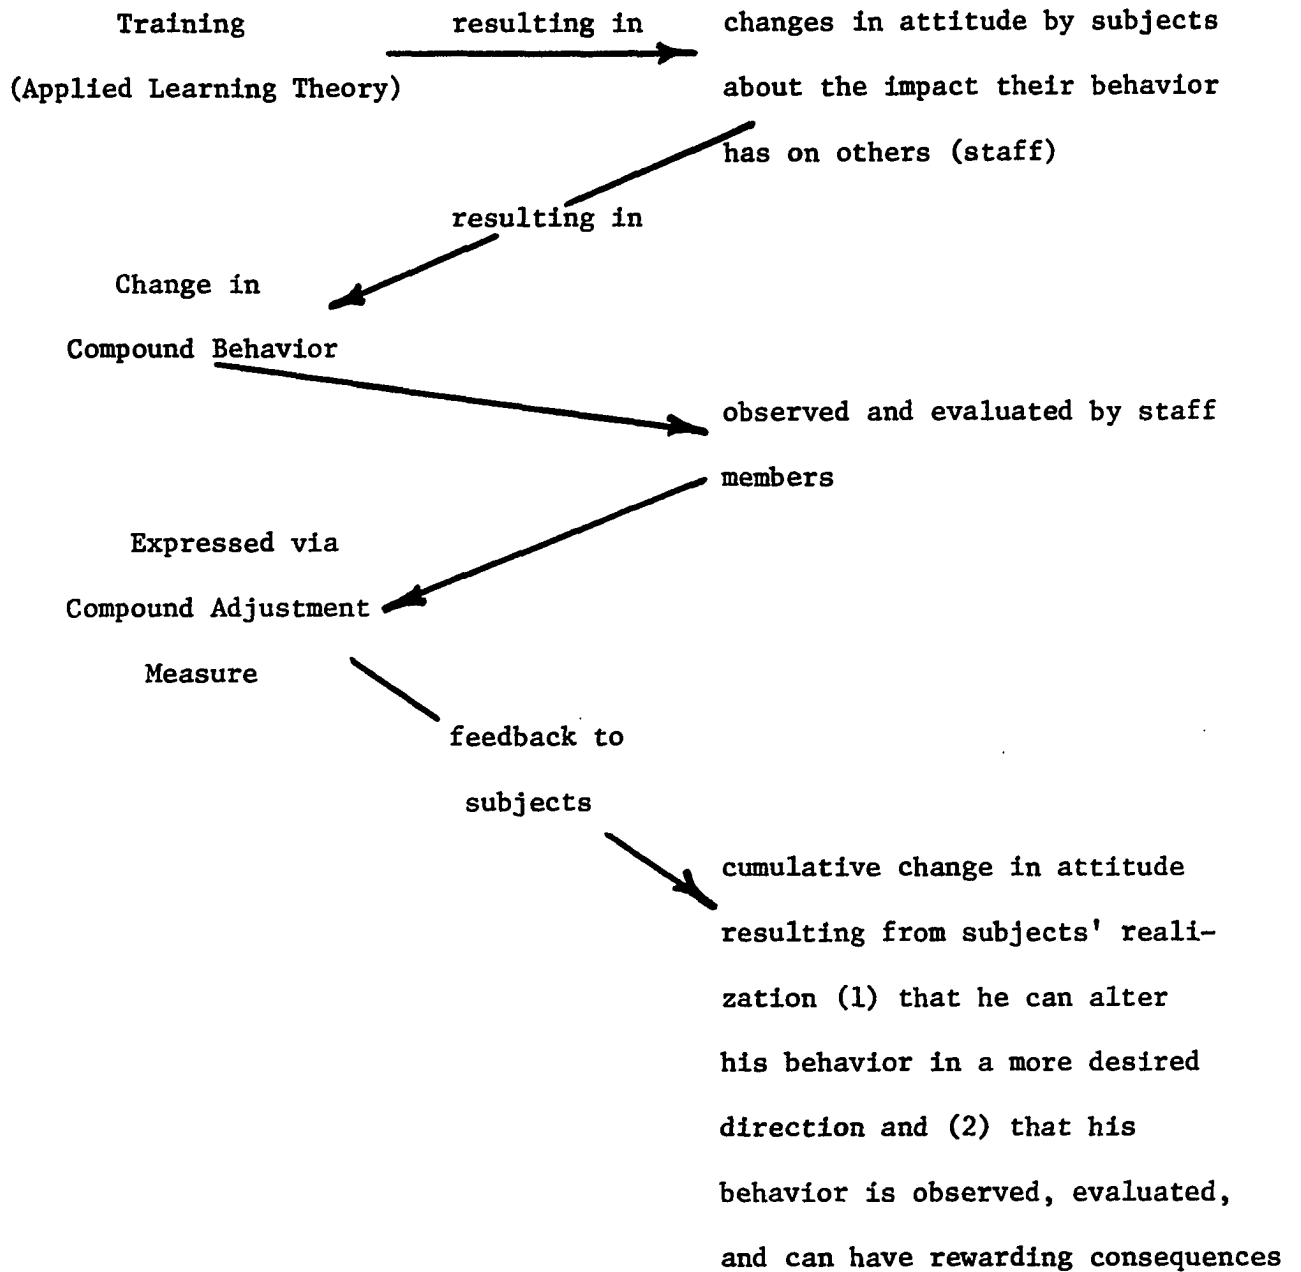 Training
(Applied Learning Theory)
resulting in
changes in attitude by subjects
about the impact their behavior
has on others (staff)
resulting in
Change in
Compound Behavior
observed and evaluated by staff
members
Expressed via
Compound Adjustment
Measure
feedback to
subjects
cumulative change in attitude
resulting from subjects' reali-
zation (1) that he can alter
his behavior in a more desired
direction and (2) that his
behavior is observed, evaluated,
and can have rewarding consequences